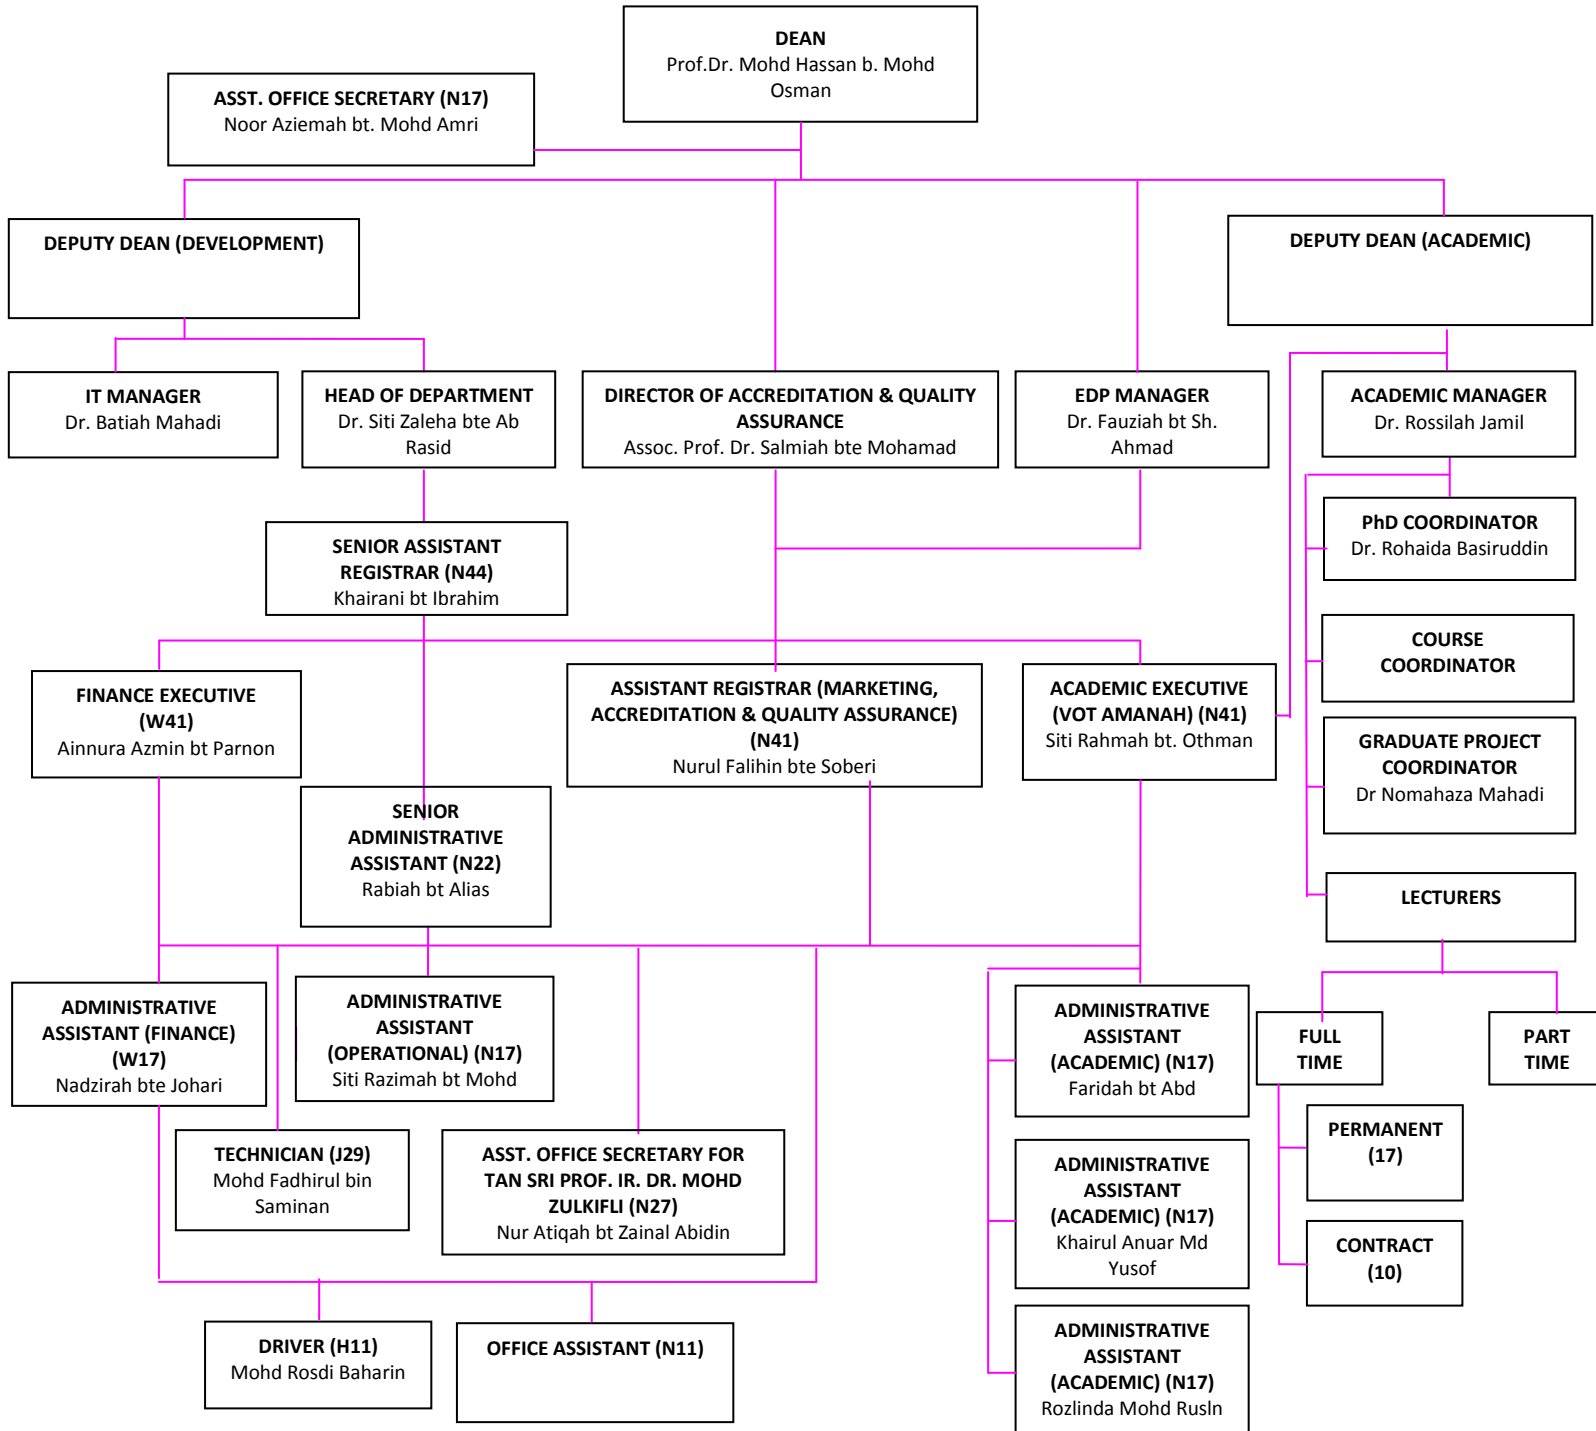 DEAN
Prof.Dr. Mohd Hassan b. Mohd
Osman
ASST. OFFICE SECRETARY (N17)
Noor Aziemah bt. Mohd Amri
DEPUTY DEAN (DEVELOPMENT)
DEPUTY DEAN (ACADEMIC)
IT MANAGER
Dr. Batiah Mahadi
HEAD OF DEPARTMENT
Dr. Siti Zaleha bte Ab
Rasid
DIRECTOR OF ACCREDITATION & QUALITY
ASSURANCE
Assoc. Prof. Dr. Salmiah bte Mohamad
EDP MANAGER
Dr. Fauziah bt Sh.
Ahmad
ACADEMIC MANAGER
Dr. Rossilah Jamil
PhD COORDINATOR
Dr. Rohaida Basiruddin
SENIOR ASSISTANT
REGISTRAR (N44)
Khairani bt Ibrahim
COURSE
COORDINATOR
FINANCE EXECUTIVE
(W41)
Ainnura Azmin bt Parnon
ASSISTANT REGISTRAR (MARKETING,
ACCREDITATION & QUALITY ASSURANCE)
(N41)
Nurul Falihin bte Soberi
ACADEMIC EXECUTIVE
(VOT AMANAH) (N41)
Siti Rahmah bt. Othman
GRADUATE PROJECT
COORDINATOR
Dr Nomahaza Mahadi
SENIOR
ADMINISTRATIVE
ASSISTANT (N22)
Rabiah bt Alias
LECTURERS
ADMINISTRATIVE
ASSISTANT (FINANCE)
(W17)
Nadzirah bte Johari
ADMINISTRATIVE
ASSISTANT
(OPERATIONAL) (N17)
Siti Razimah bt Mohd
ADMINISTRATIVE
ASSISTANT
(ACADEMIC) (N17)
Faridah bt Abd
FULL
TIME
PART
TIME
PERMANENT
(17)
TECHNICIAN (J29)
Mohd Fadhirul bin
Saminan
ASST. OFFICE SECRETARY FOR
TAN SRI PROF. IR. DR. MOHD
ZULKIFLI (N27)
Nur Atiqah bt Zainal Abidin
ADMINISTRATIVE
ASSISTANT
(ACADEMIC) (N17)
Khairul Anuar Md
Yusof
CONTRACT
(10)
DRIVER (H11)
Mohd Rosdi Baharin
OFFICE ASSISTANT (N11)
ADMINISTRATIVE
ASSISTANT
(ACADEMIC) (N17)
Rozlinda Mohd Rusln